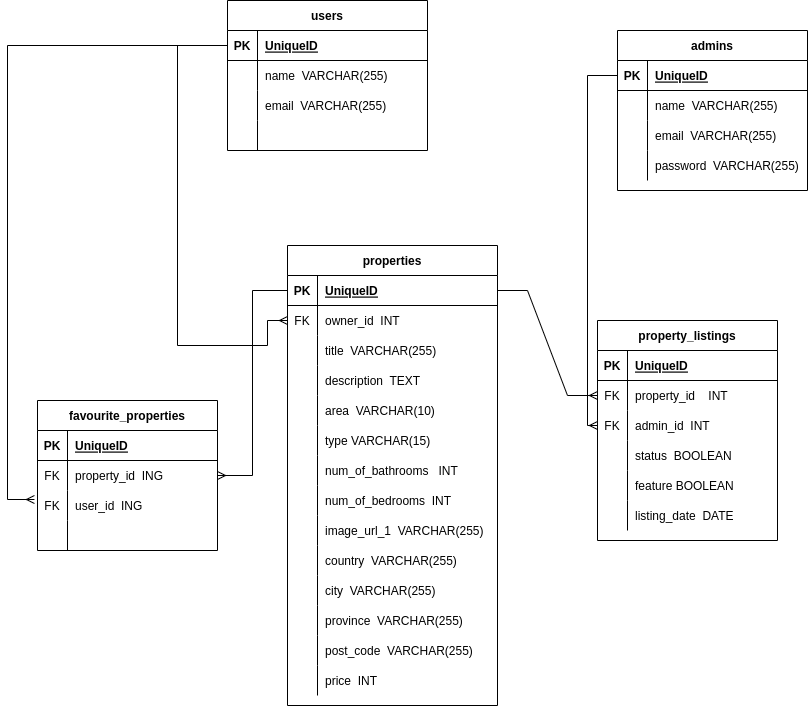 users
PK UniqueID
name VARCHAR(255)
email VARCHAR(255)
admins
PK UniqueID
name VARCHAR(255)
email VARCHAR(255)
password VARCHAR(255)
properties
PK UniqueID
FK owner_id INT
title VARCHAR(255)
description TEXT
area VARCHAR(10)
type VARCHAR(15)
num_of_bathrooms INT
num_of_bedrooms INT
image_url_1 VARCHAR(255)
country VARCHAR(255)
city VARCHAR(255)
province VARCHAR(255)
post_code VARCHAR(255)
price INT
property_listings
PK UniqueID
FK property_id INT
FK admin_id INT
status BOOLEAN
feature BOOLEAN
listing_date DATE
favourite_properties
PK UniqueID
FK property_id ING
FK user_id ING